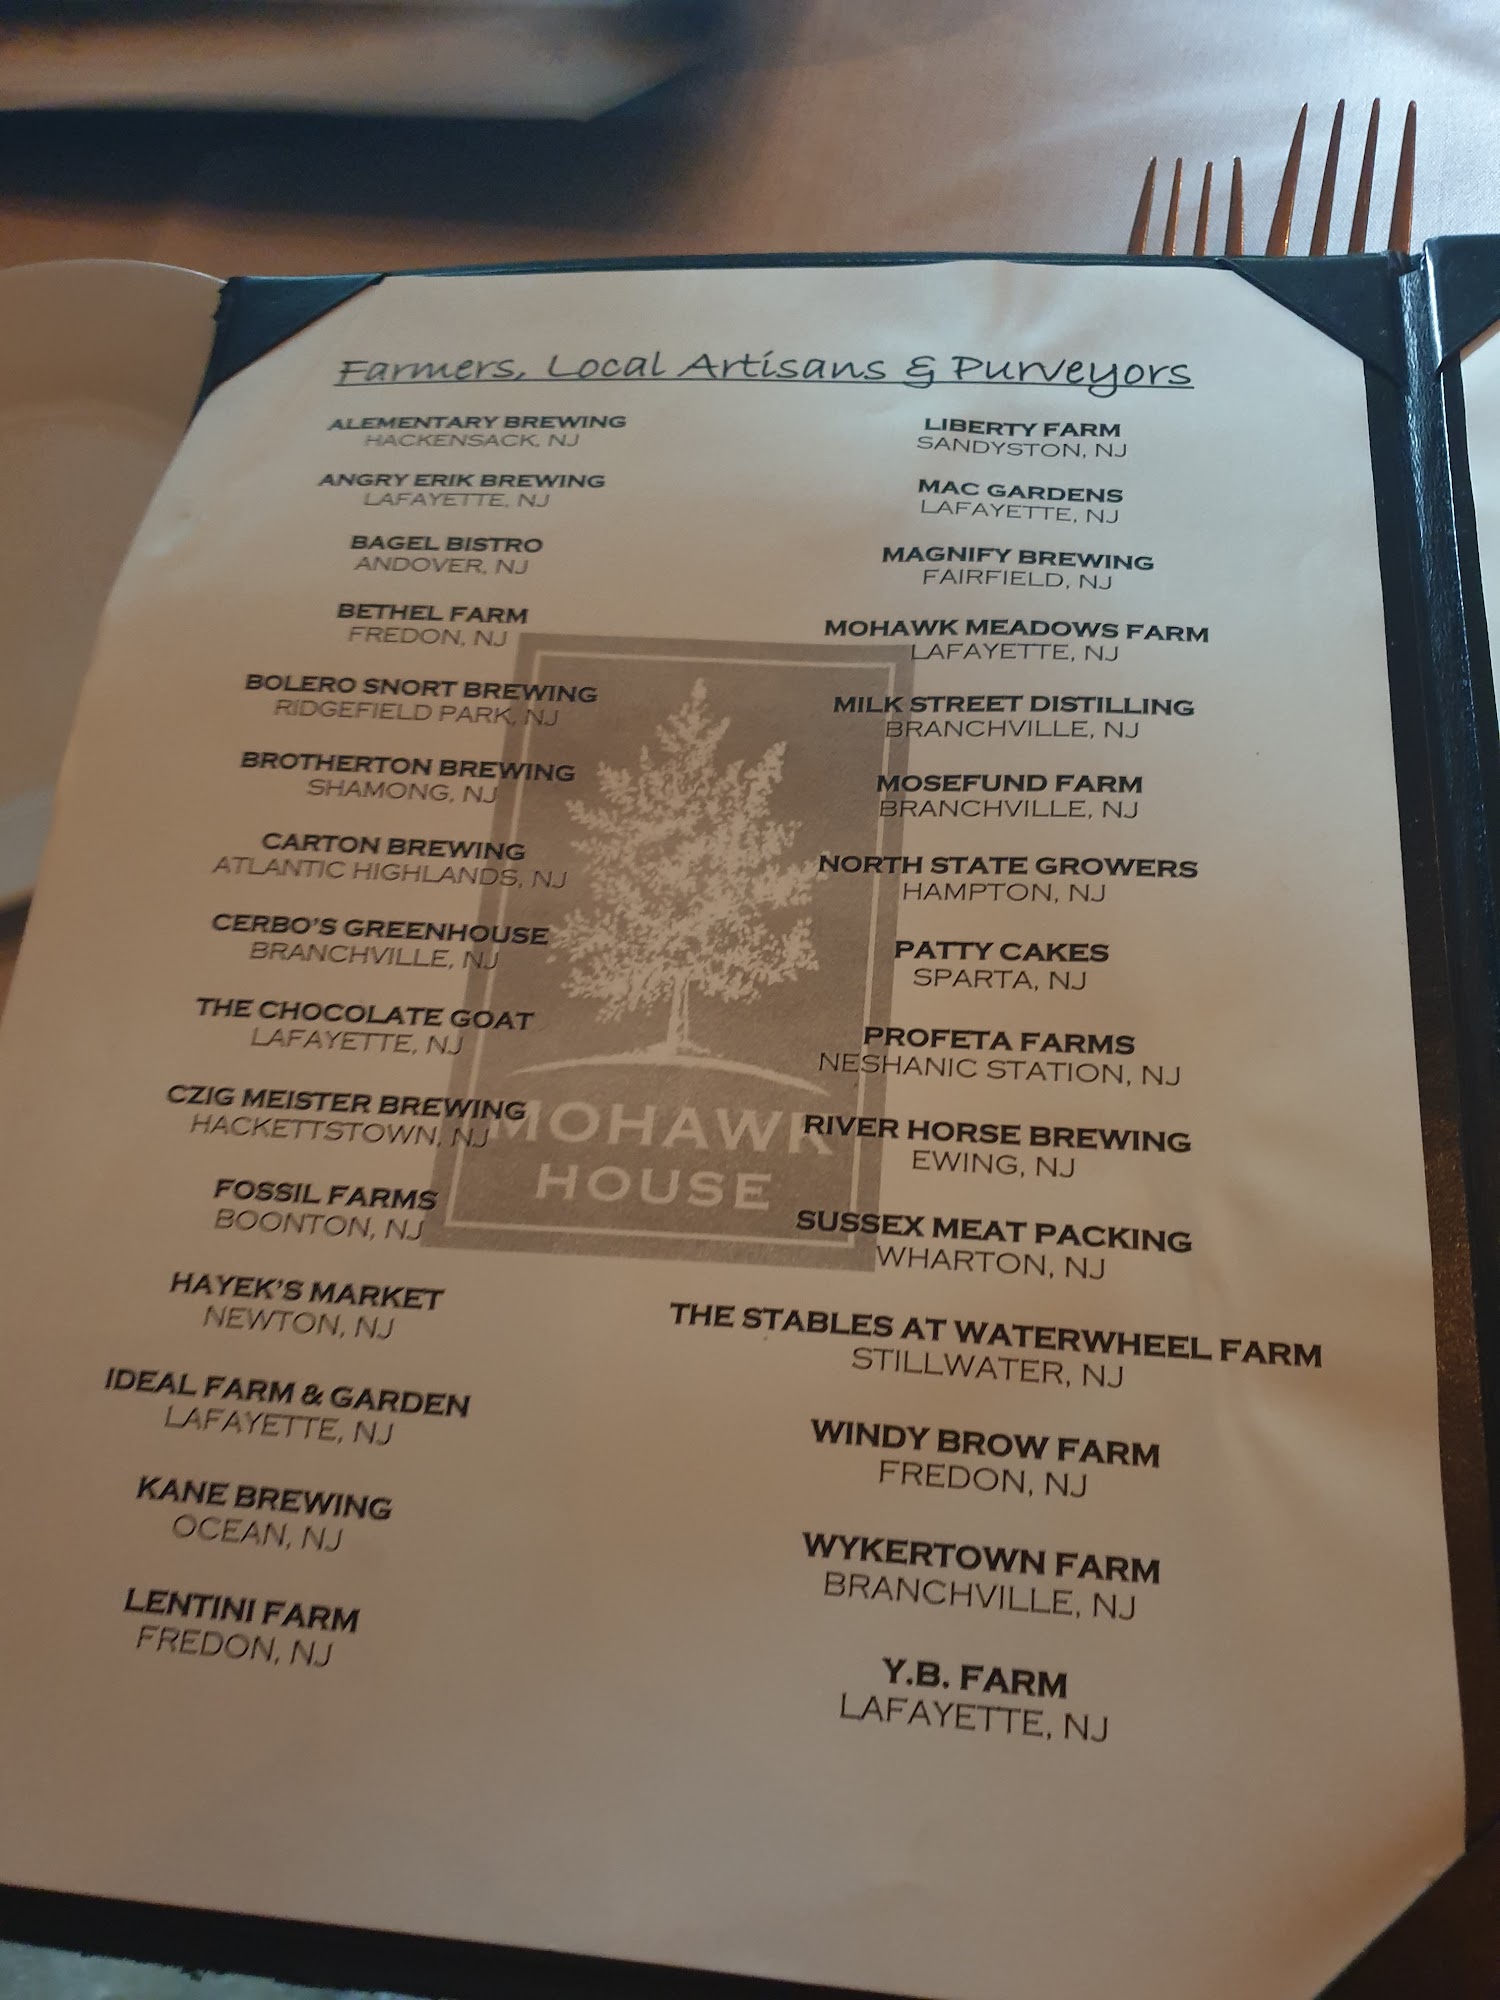 Farmers, Local Artisans & Purveyors
ALEMENTARY BREWING
HACKENSACK, NJ
ANGRY ERIK BREWING
LAFAYETTE, NJ
BAGEL BISTRO
ANDOVER, NJ
BETHEL FARM
FREDON, NJ
BOLERO SNORT BREWING
RIDGEFIELD PARK, NJ
BROTHERTON BREWING
SHAMONG, NJ
CARTON BREWING
ATLANTIC HIGHLANDS, NJ
CERBO'S GREENHOUSE
BRANCHVILLE, NJ
THE CHOCOLATE GOAT
LAFAYETTE, NJ
CZIG MEISTER BREWING
HACKETTSTOWN, NJ
FOSSIL FARMS
BOONTON, NJ
HAYEK'S MARKET
NEWTON, NJ
IDEAL FARM & GARDEN
LAFAYETTE, NJ
KANE BREWING
OCEAN, NJ
LENTINI FARM
FREDON, NJ
LIBERTY FARM
SANDYSTON, NJ
MAC GARDENS
LAFAYETTE, NJ
MAGNIFY BREWING
FAIRFIELD, NJ
MOHAWK MEADOWS FARM
LAFAYETTE, NJ
MILK STREET DISTILLING
BRANCHVILLE, NJ
MOSEFUND FARM
BRANCHVILLE, NJ
NORTH STATE GROWERS
HAMPTON, NJ
PATTY CAKES
SPARTA, NJ
PROFETA FARMS
NESHANIC STATION, NJ
RIVER HORSE BREWING
EWING, NJ
SUSSEX MEAT PACKING
WHARTON, NJ
THE STABLES AT WATERWHEEL FARM
STILLWATER, NJ
WINDY BROW FARM
FREDON, NJ
WYKERTOWN FARM
BRANCHVILLE, NJ
Y.B. FARM
LAFAYETTE, NJ
MOHAWK
HOUSE